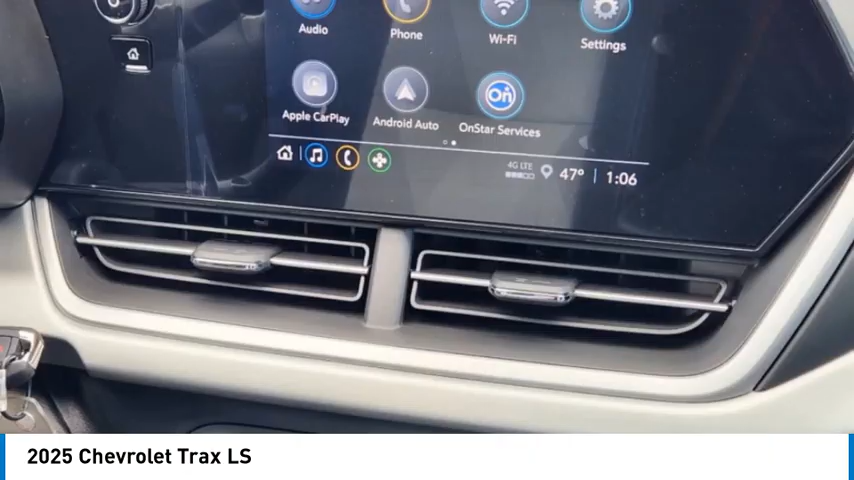 Audio Phone Wi-Fi Settings
Apple CarPlay Android Auto OnStar Services
On
4G LTE
47° 1:06
2025 Chevrolet Trax LS